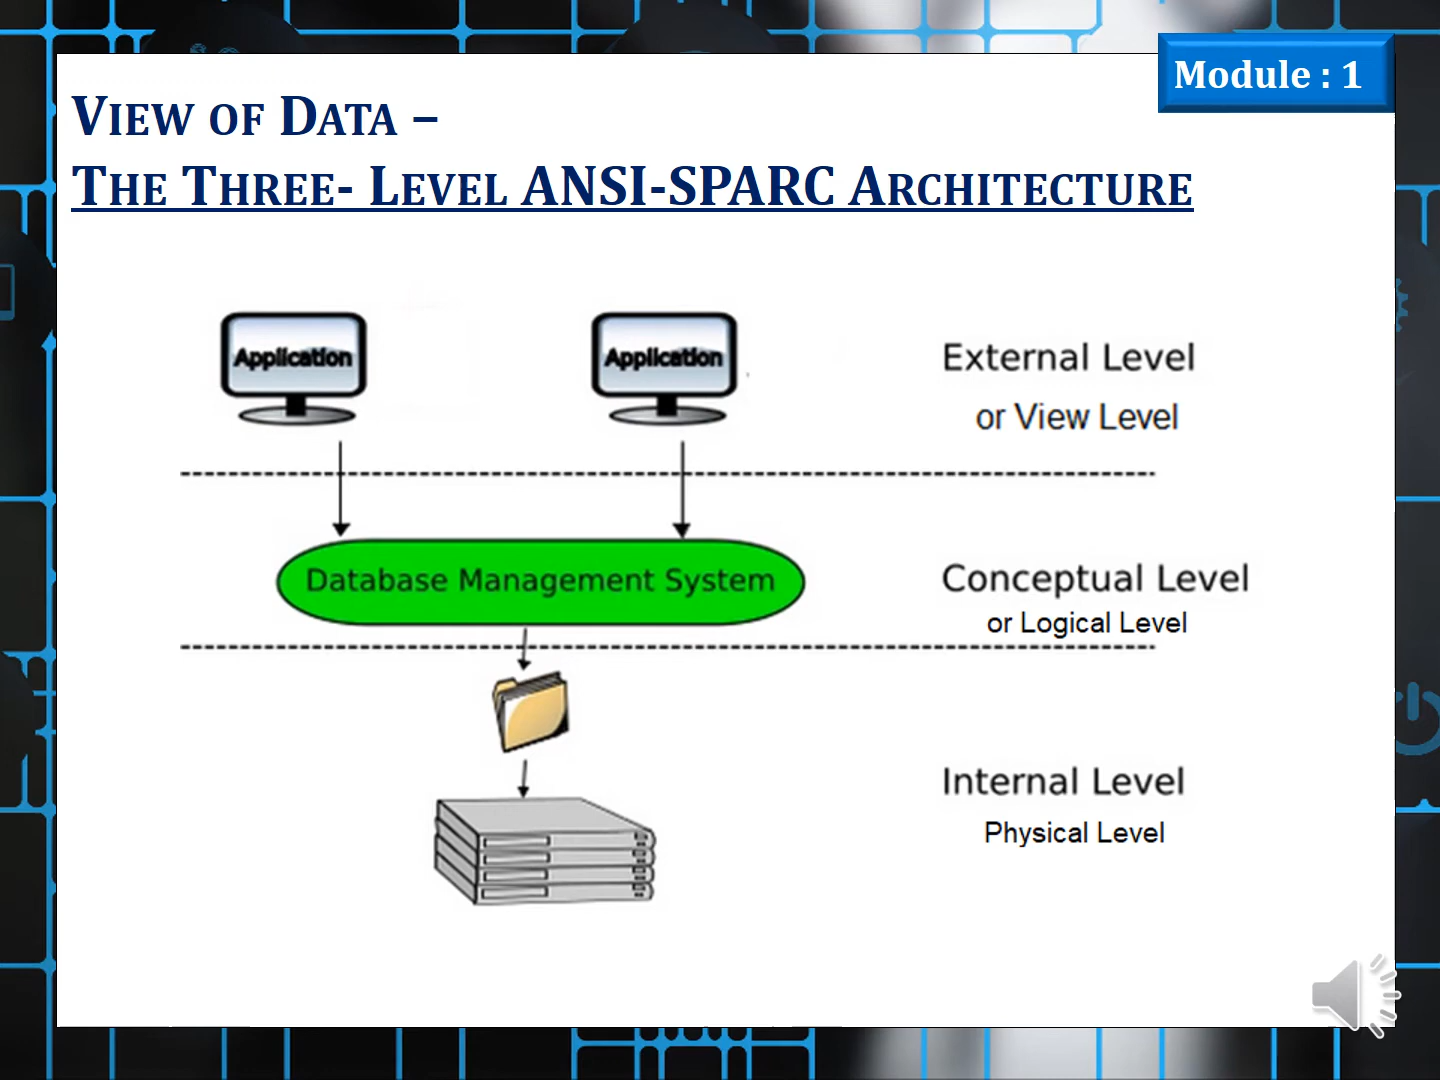 Module : 1
VIEW OF DATA –
THE THREE- LEVEL ANSI-SPARC ARCHITECTURE
Application
Application
External Level
or View Level
Database Management System
Conceptual Level
or Logical Level
Internal Level
Physical Level